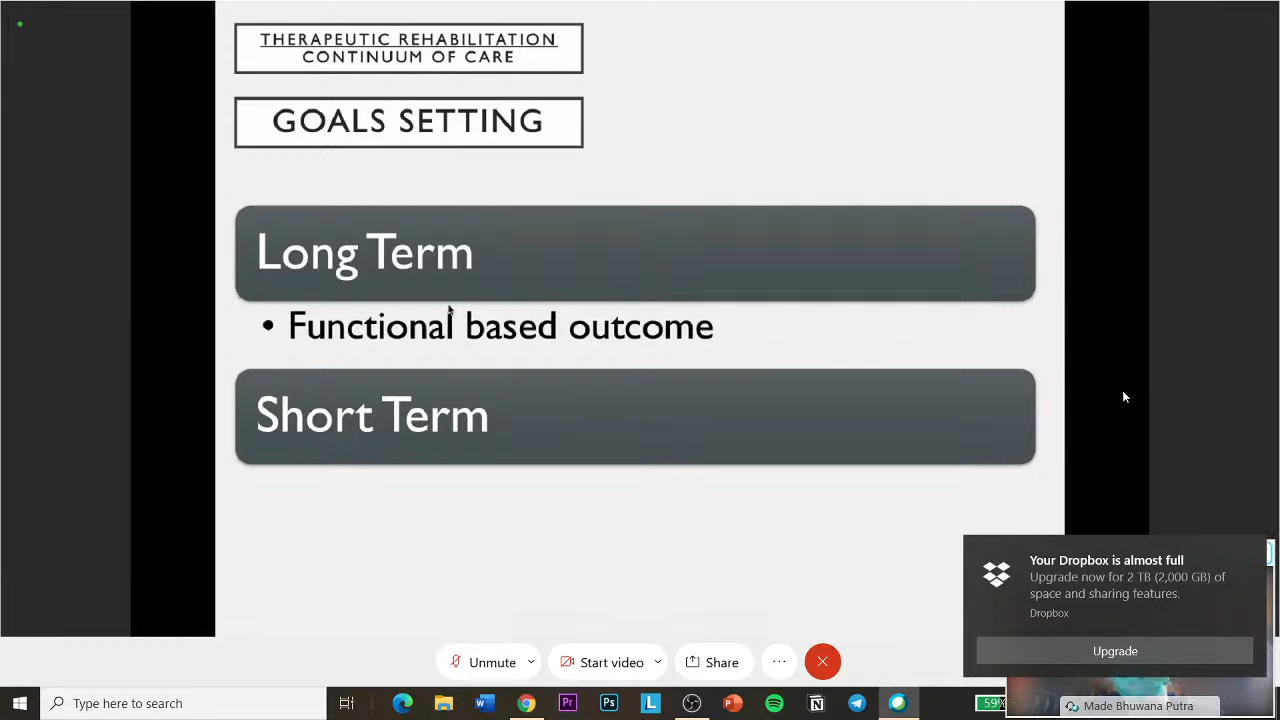 THERAPEUTIC REHABILITATION
CONTINUUM OF CARE
GOALS SETTING
Long Term
• Functional based outcome
Short Term
Your Dropbox is almost full
Upgrade now for 2 TB (2,000 GB) of
space and sharing features.
Dropbox
Upgrade
Unmute
Start video
Share
Type here to search
59%
Made Bhuwana Putra